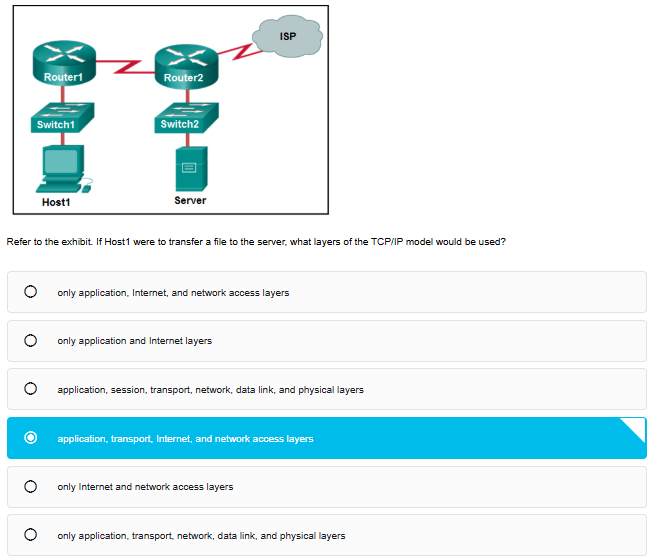 ISP
Router1
Router2
Switch1
Switch2
Host1
Server
Refer to the exhibit. If Host1 were to transfer a file to the server, what layers of the TCP/IP model would be used?
only application, Internet, and network access layers
only application and Internet layers
application, session, transport, network, data link, and physical layers
application, transport, Internet, and network access layers
only Internet and network access layers
only application, transport, network, data link, and physical layers